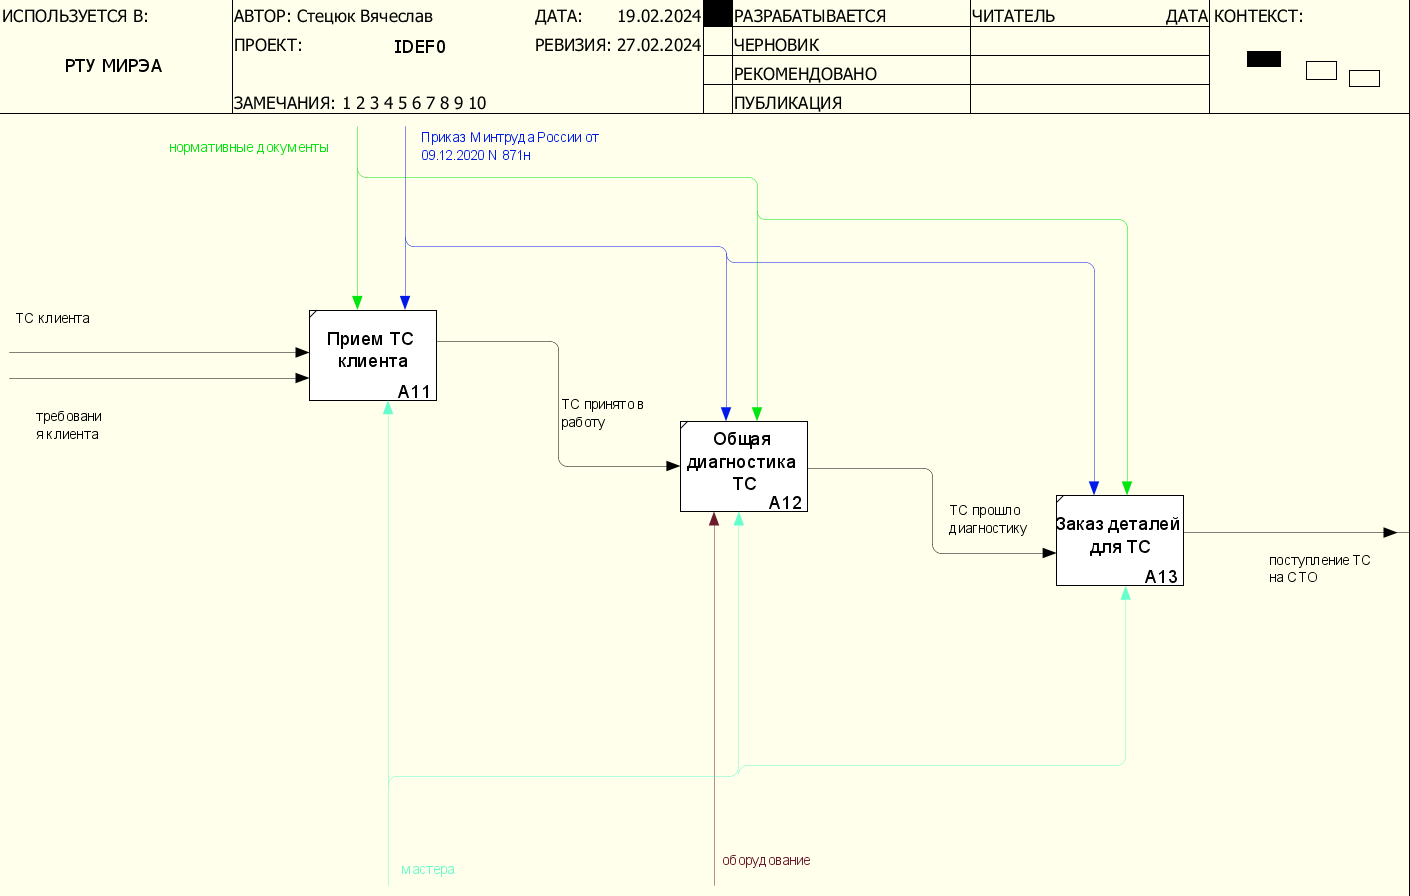 ИСПОЛЬЗУЕТСЯ В:
РТУ МИРЭА
АВТОР: Стецюк Вячеслав
ДАТА: 19.02.2024
ПРОЕКТ: IDEF0
РЕВИЗИЯ: 27.02.2024
ЗАМЕЧАНИЯ: 1 2 3 4 5 6 7 8 9 10
РАЗРАБАТЫВАЕТСЯ
ЧЕРНОВИК
РЕКОМЕНДОВАНО
ПУБЛИКАЦИЯ
ЧИТАТЕЛЬ ДАТА
КОНТЕКСТ:
нормативные документы
Приказ Минтруда России от
09.12.2020 N 871н
ТС клиента
требовани
я клиента
Прием ТС
клиента
A11
ТС принято в
работу
Общая
диагностика
ТС
A12
ТС прошло
диагностику
Заказ деталей
для ТС
A13
поступление ТС
на СТО
мастера
оборудование